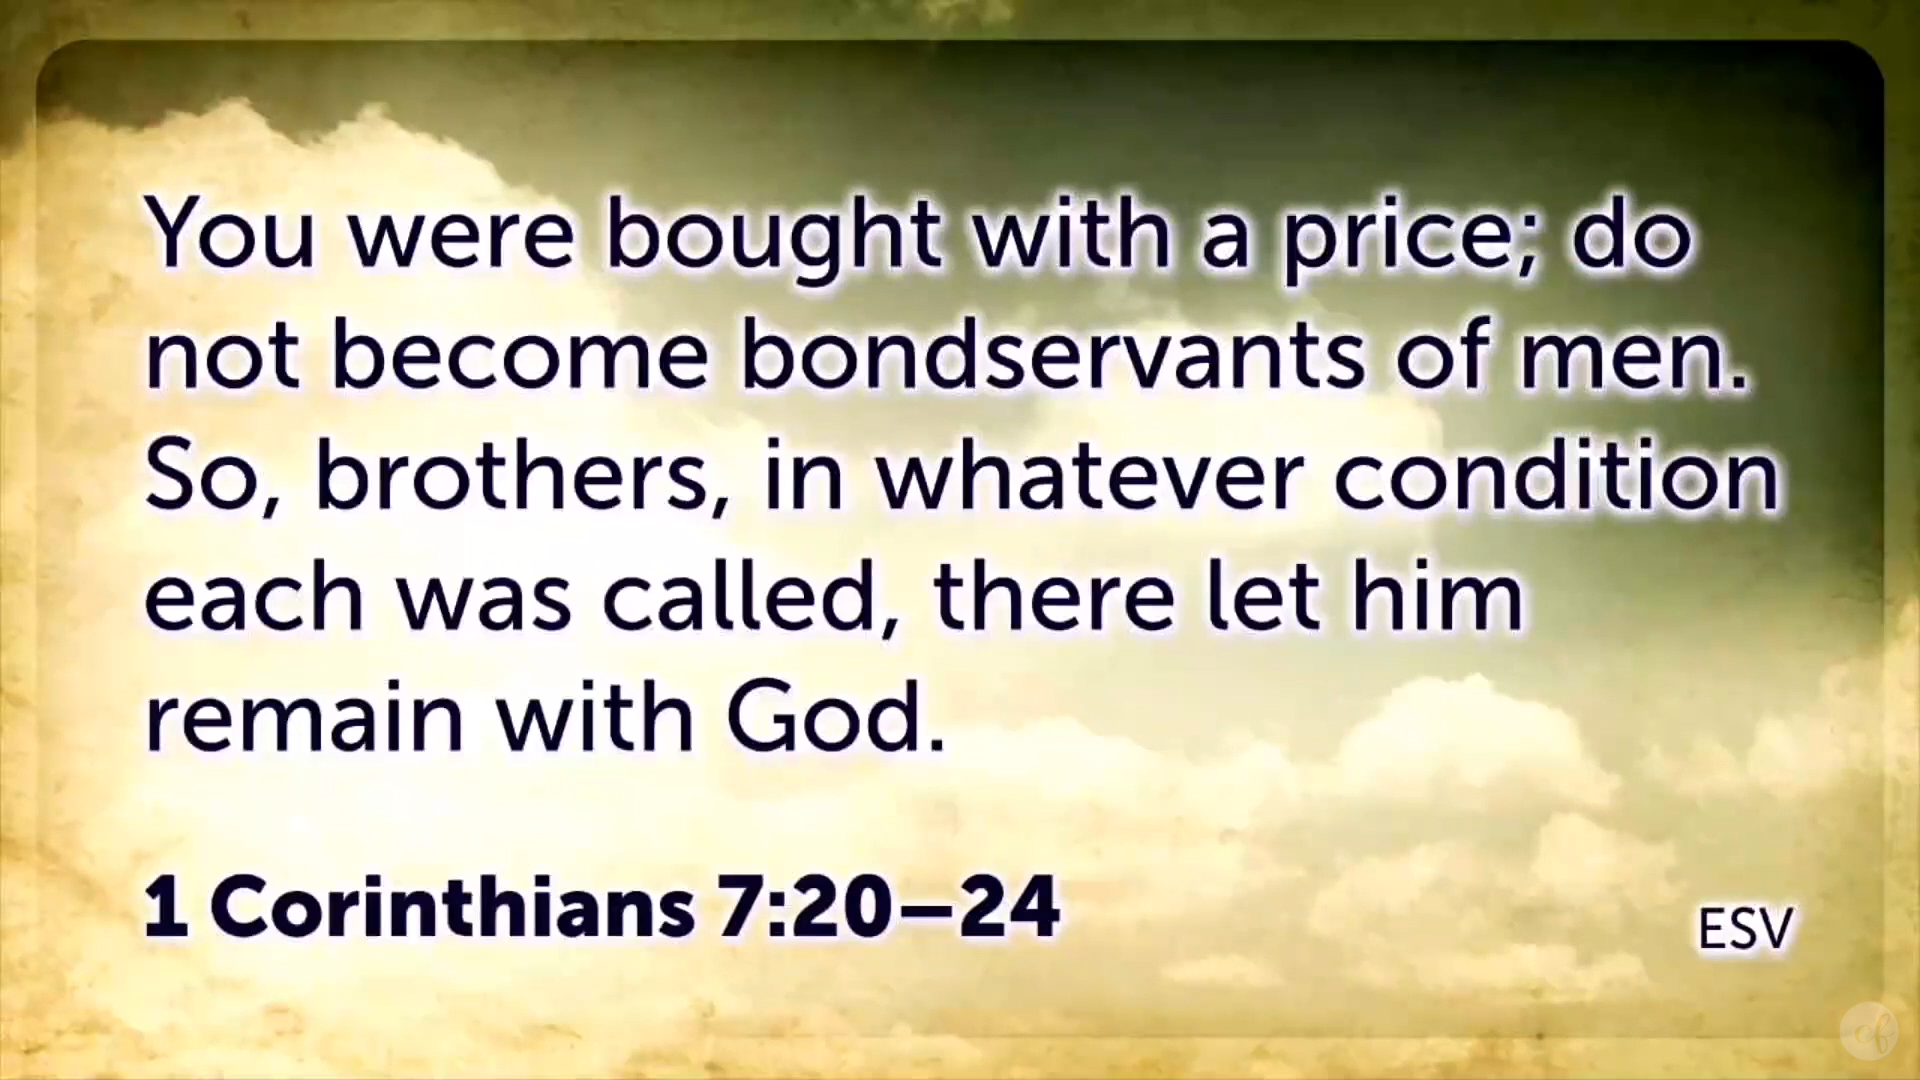 You were bought with a price; do
not become bondservants of men.
So, brothers, in whatever condition
each was called, there let him
remain with God.
1 Corinthians 7:20–24
ESV